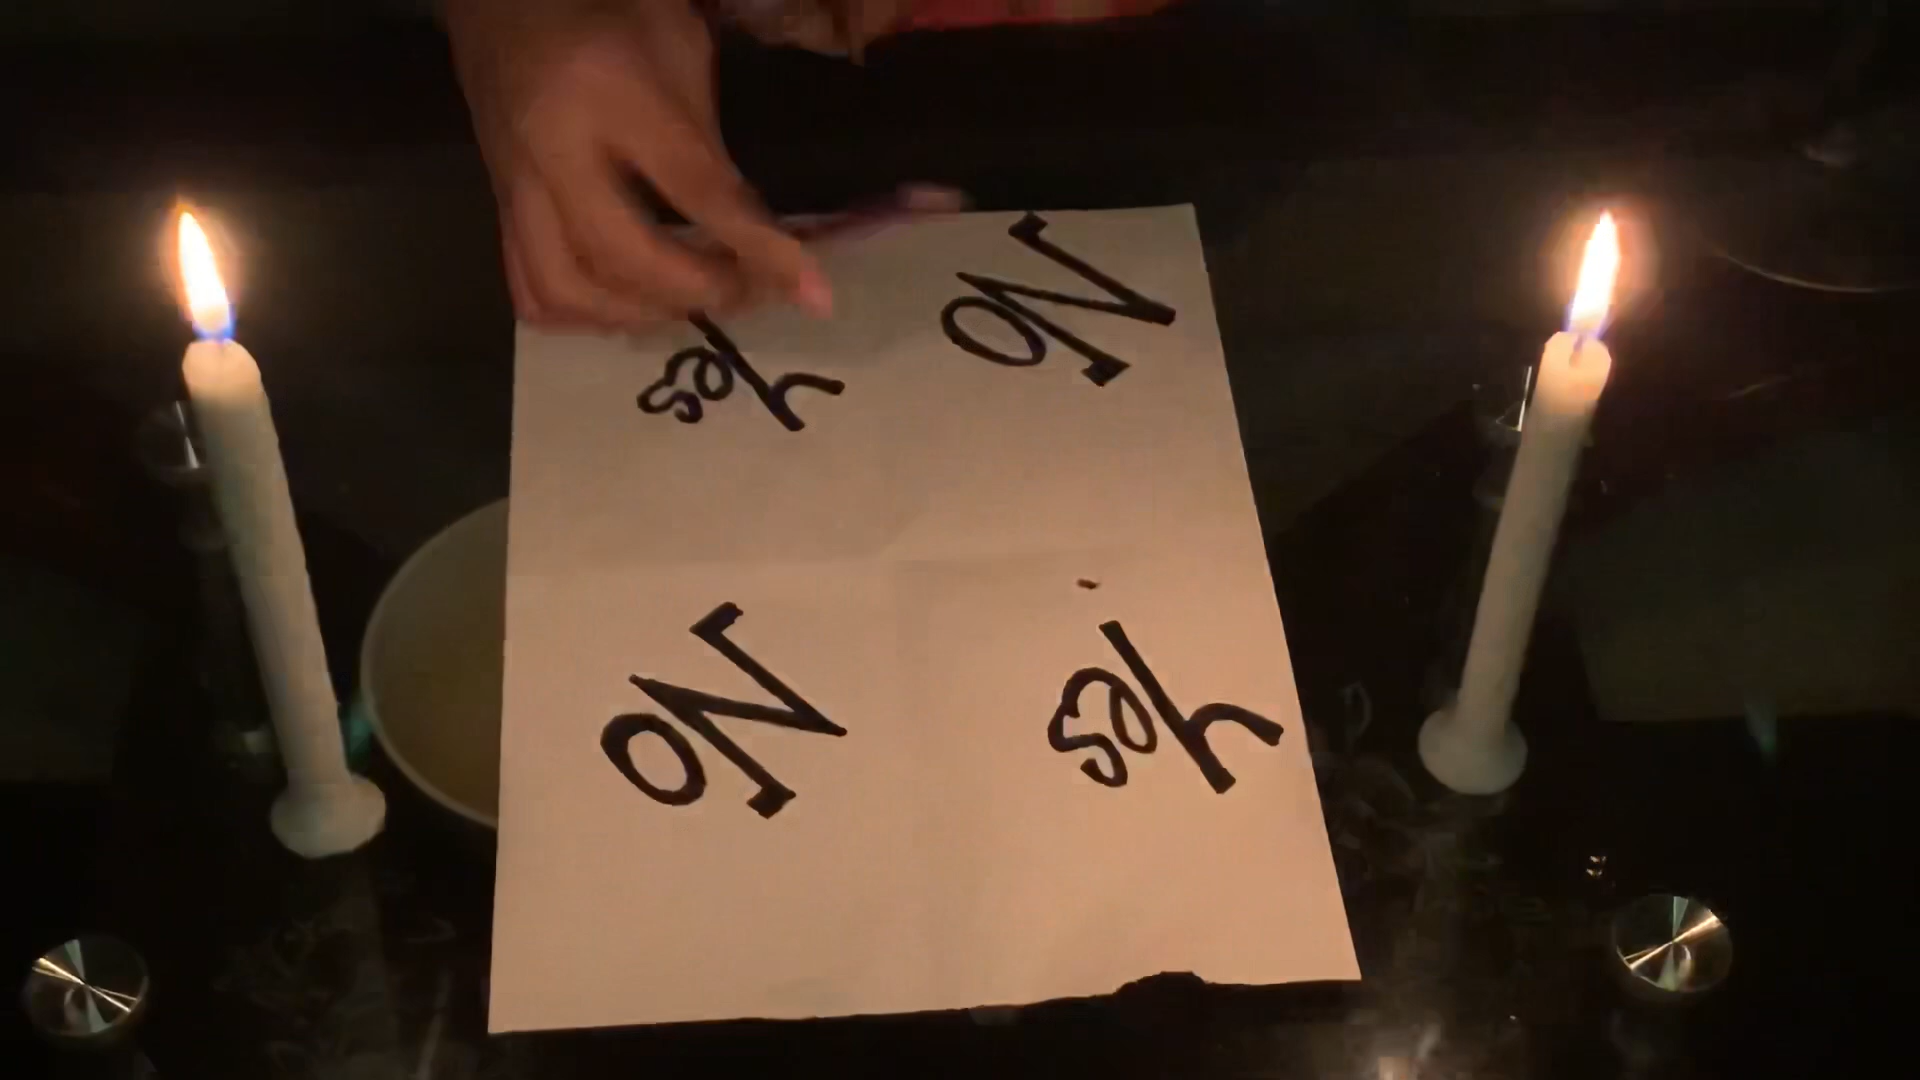 Yes No
No Yes